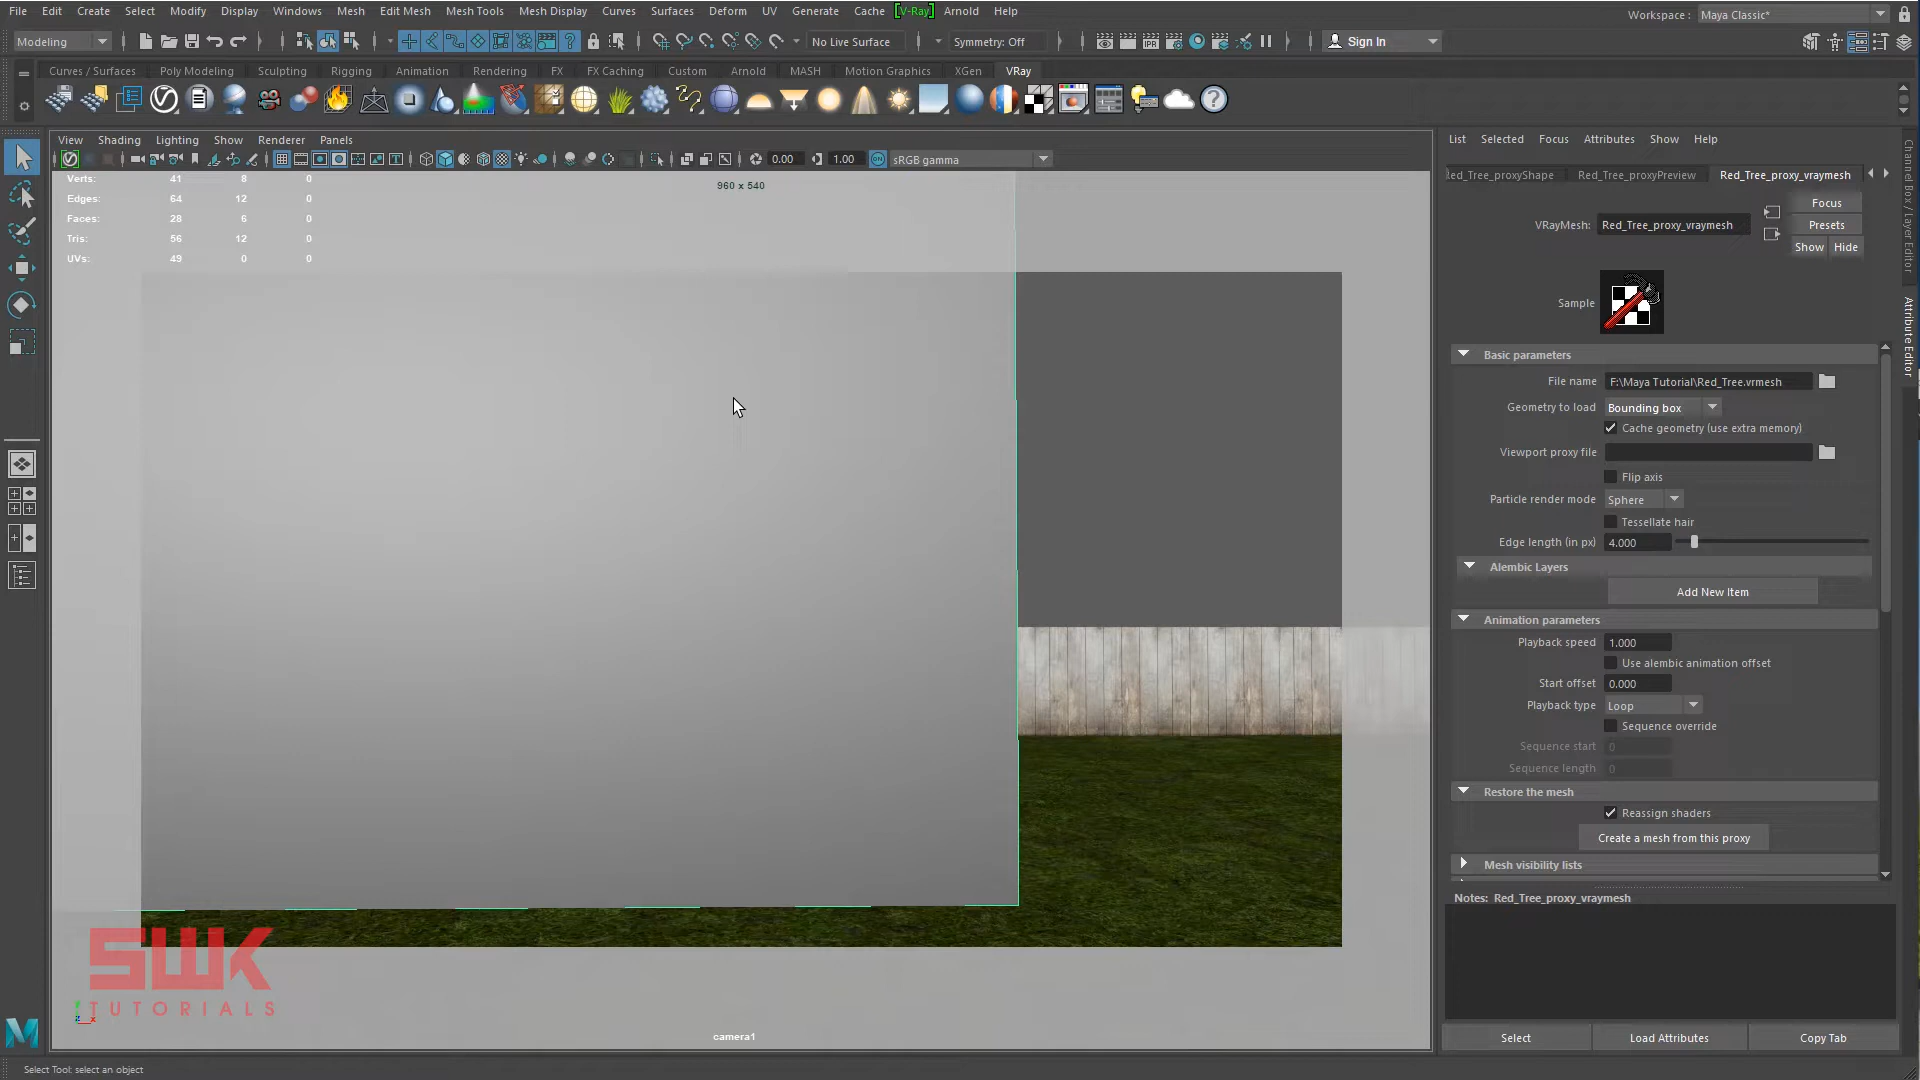 File Edit Create Select Modify Display Windows Mesh Edit Mesh Mesh Tools Mesh Display Curves Surfaces Deform UV Generate Cache [V-Ray] Arnold Help
Workspace : Maya Classic*
Modeling No Live Surface Symmetry: Off Sign In
Curves / Surfaces Poly Modeling Sculpting Rigging Animation Rendering FX FX Caching Custom Arnold MASH Motion Graphics XGen VRay
IPR
View Shading Lighting Show Renderer Panels
0.00 1.00 ON sRGB gamma
Verts: 41 8 0
Edges: 64 12 0
Faces: 28 6 0
Tris: 56 12 0
UVs: 49 0 0
960 x 540
camera1
SWK
TUTORIALS
Select Tool: select an object
List Selected Focus Attributes Show Help
Red_Tree_proxyPreview Red_Tree_proxy_vraymesh
VRayMesh: Red_Tree_proxy_vraymesh
Focus
Presets
Show Hide
Sample
Basic parameters
File name F:\Maya Tutorial\Red_Tree.vrmesh
Geometry to load Bounding box
Cache geometry (use extra memory)
Viewport proxy file
Flip axis
Particle render mode Sphere
Tessellate hair
Edge length (in px) 4.000
Alembic Layers
Add New Item
Animation parameters
Playback speed 1.000
Use alembic animation offset
Start offset 0.000
Playback type Loop
Sequence override
Sequence start 0
Sequence length 0
Restore the mesh
Reassign shaders
Create a mesh from this proxy
Mesh visibility lists
Notes: Red_Tree_proxy_vraymesh
Select Load Attributes Copy Tab
Channel Box / Layer Editor
Attribute Editor